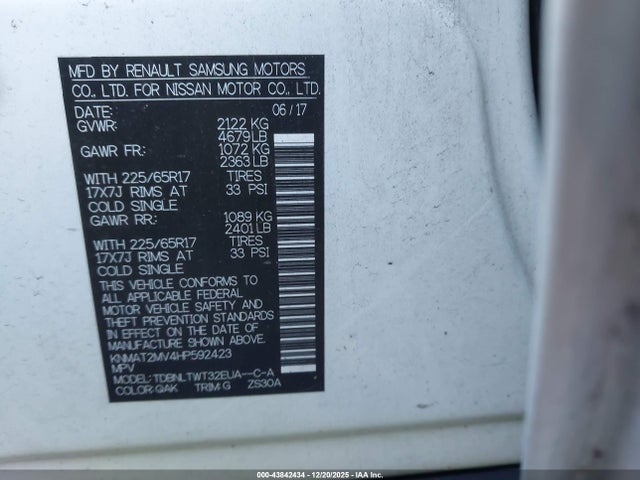 MFD BY RENAULT SAMSUNG MOTORS
CO., LTD. FOR NISSAN MOTOR CO., LTD.
DATE: 06/17
GVWR: 2122 KG
4679 LB
GAWR FR: 1072 KG
2363 LB
WITH 225/65R17 TIRES
17X7J RIMS AT 33 PSI
COLD SINGLE
GAWR RR: 1089 KG
2401 LB
WITH 225/65R17 TIRES
17X7J RIMS AT 33 PSI
COLD SINGLE
THIS VEHICLE CONFORMS TO
ALL APPLICABLE FEDERAL
MOTOR VEHICLE SAFETY AND
THEFT PREVENTION STANDARDS
IN EFFECT ON THE DATE OF
MANUFACTURE SHOWN ABOVE.
KNMAT2MV4HP592423
MPV
MODEL: TDBNLTWT32EUA--C-A
COLOR: QAK TRIM: G ZS30A
000-43842434 - 12/20/2025 - IAA, Inc.